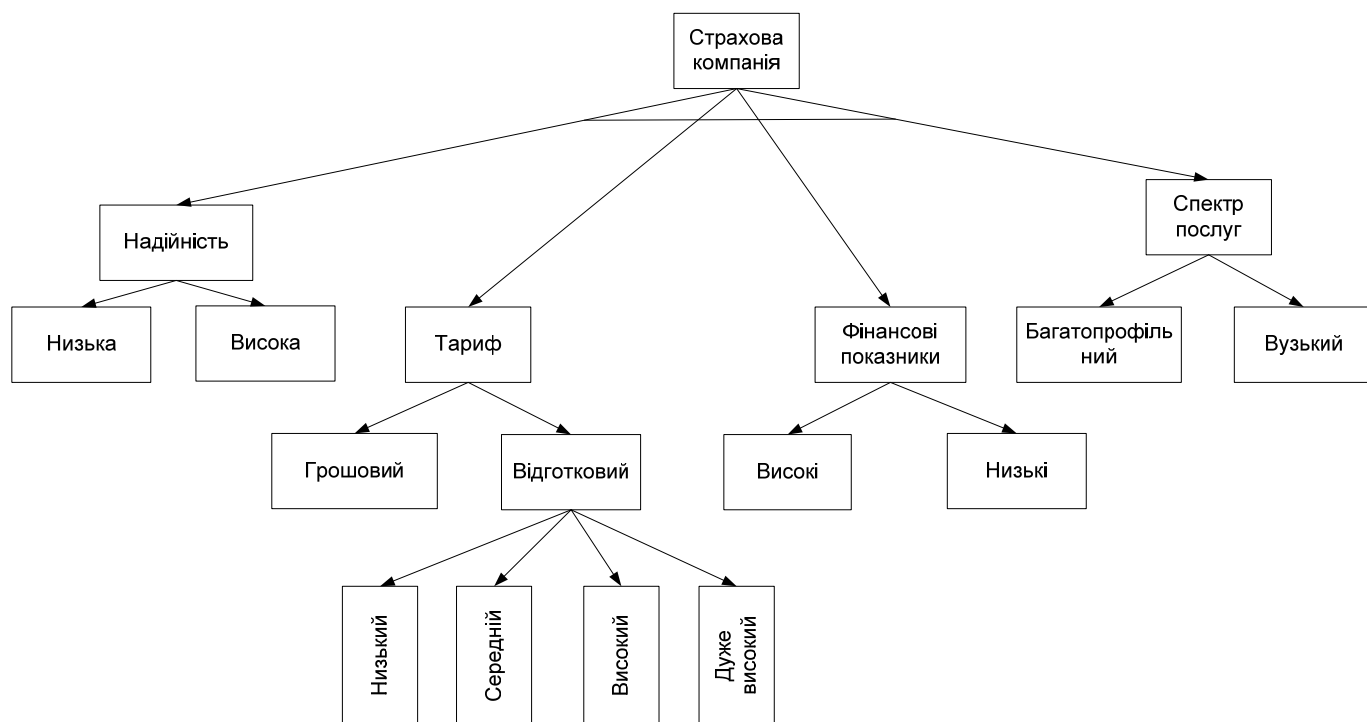 Страхова
компанія
Надійність
Спектр
послуг
Низька
Висока
Тариф
Фінансові
показники
Багатопрофіль
ний
Вузький
Грошовий
Відготковий
Високі
Низькі
Низький
Середній
Високий
Дуже
високий